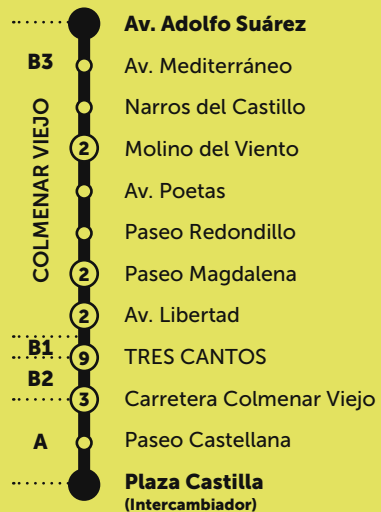 Av. Adolfo Suárez
B3
Av. Mediterráneo
COLMENAR VIEJO
Narros del Castillo
2 Molino del Viento
Av. Poetas
Paseo Redondillo
2 Paseo Magdalena
2 Av. Libertad
B1
9 TRES CANTOS
B2
3 Carretera Colmenar Viejo
A
Paseo Castellana
Plaza Castilla
(Intercambiador)